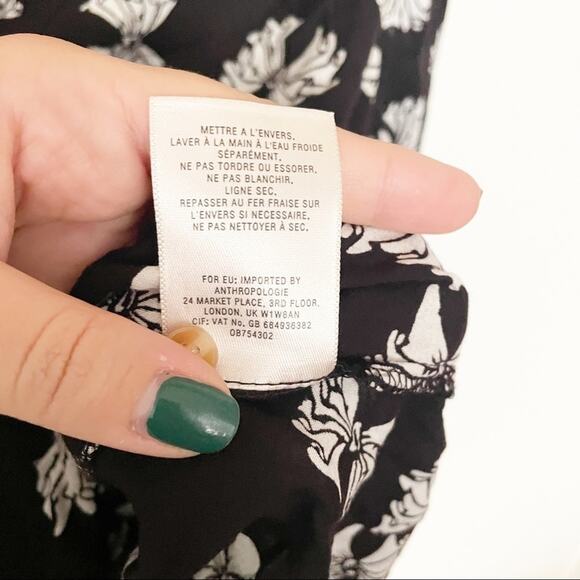 METTRE A L'ENVERS.
LAVER À LA MAIN À L'EAU FROIDE
SÉPARÉMENT.
NE PAS TORDRE OU ESSORER.
NE PAS BLANCHIR.
LIGNE SEC.
REPASSER AU FER FRAISE SUR
L'ENVERS SI NECESSAIRE.
NE PAS NETTOYER À SEC.
FOR EU: IMPORTED BY
ANTHROPOLOGIE
24 MARKET PLACE, 3RD FLOOR.
LONDON, UK W1W8AN
CIF: VAT No. GB 684936382
OB754302